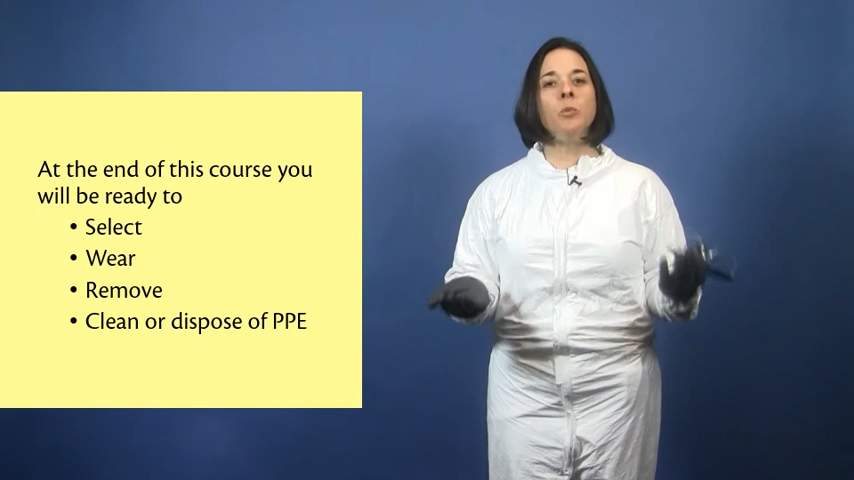 At the end of this course you
will be ready to
• Select
• Wear
• Remove
• Clean or dispose of PPE